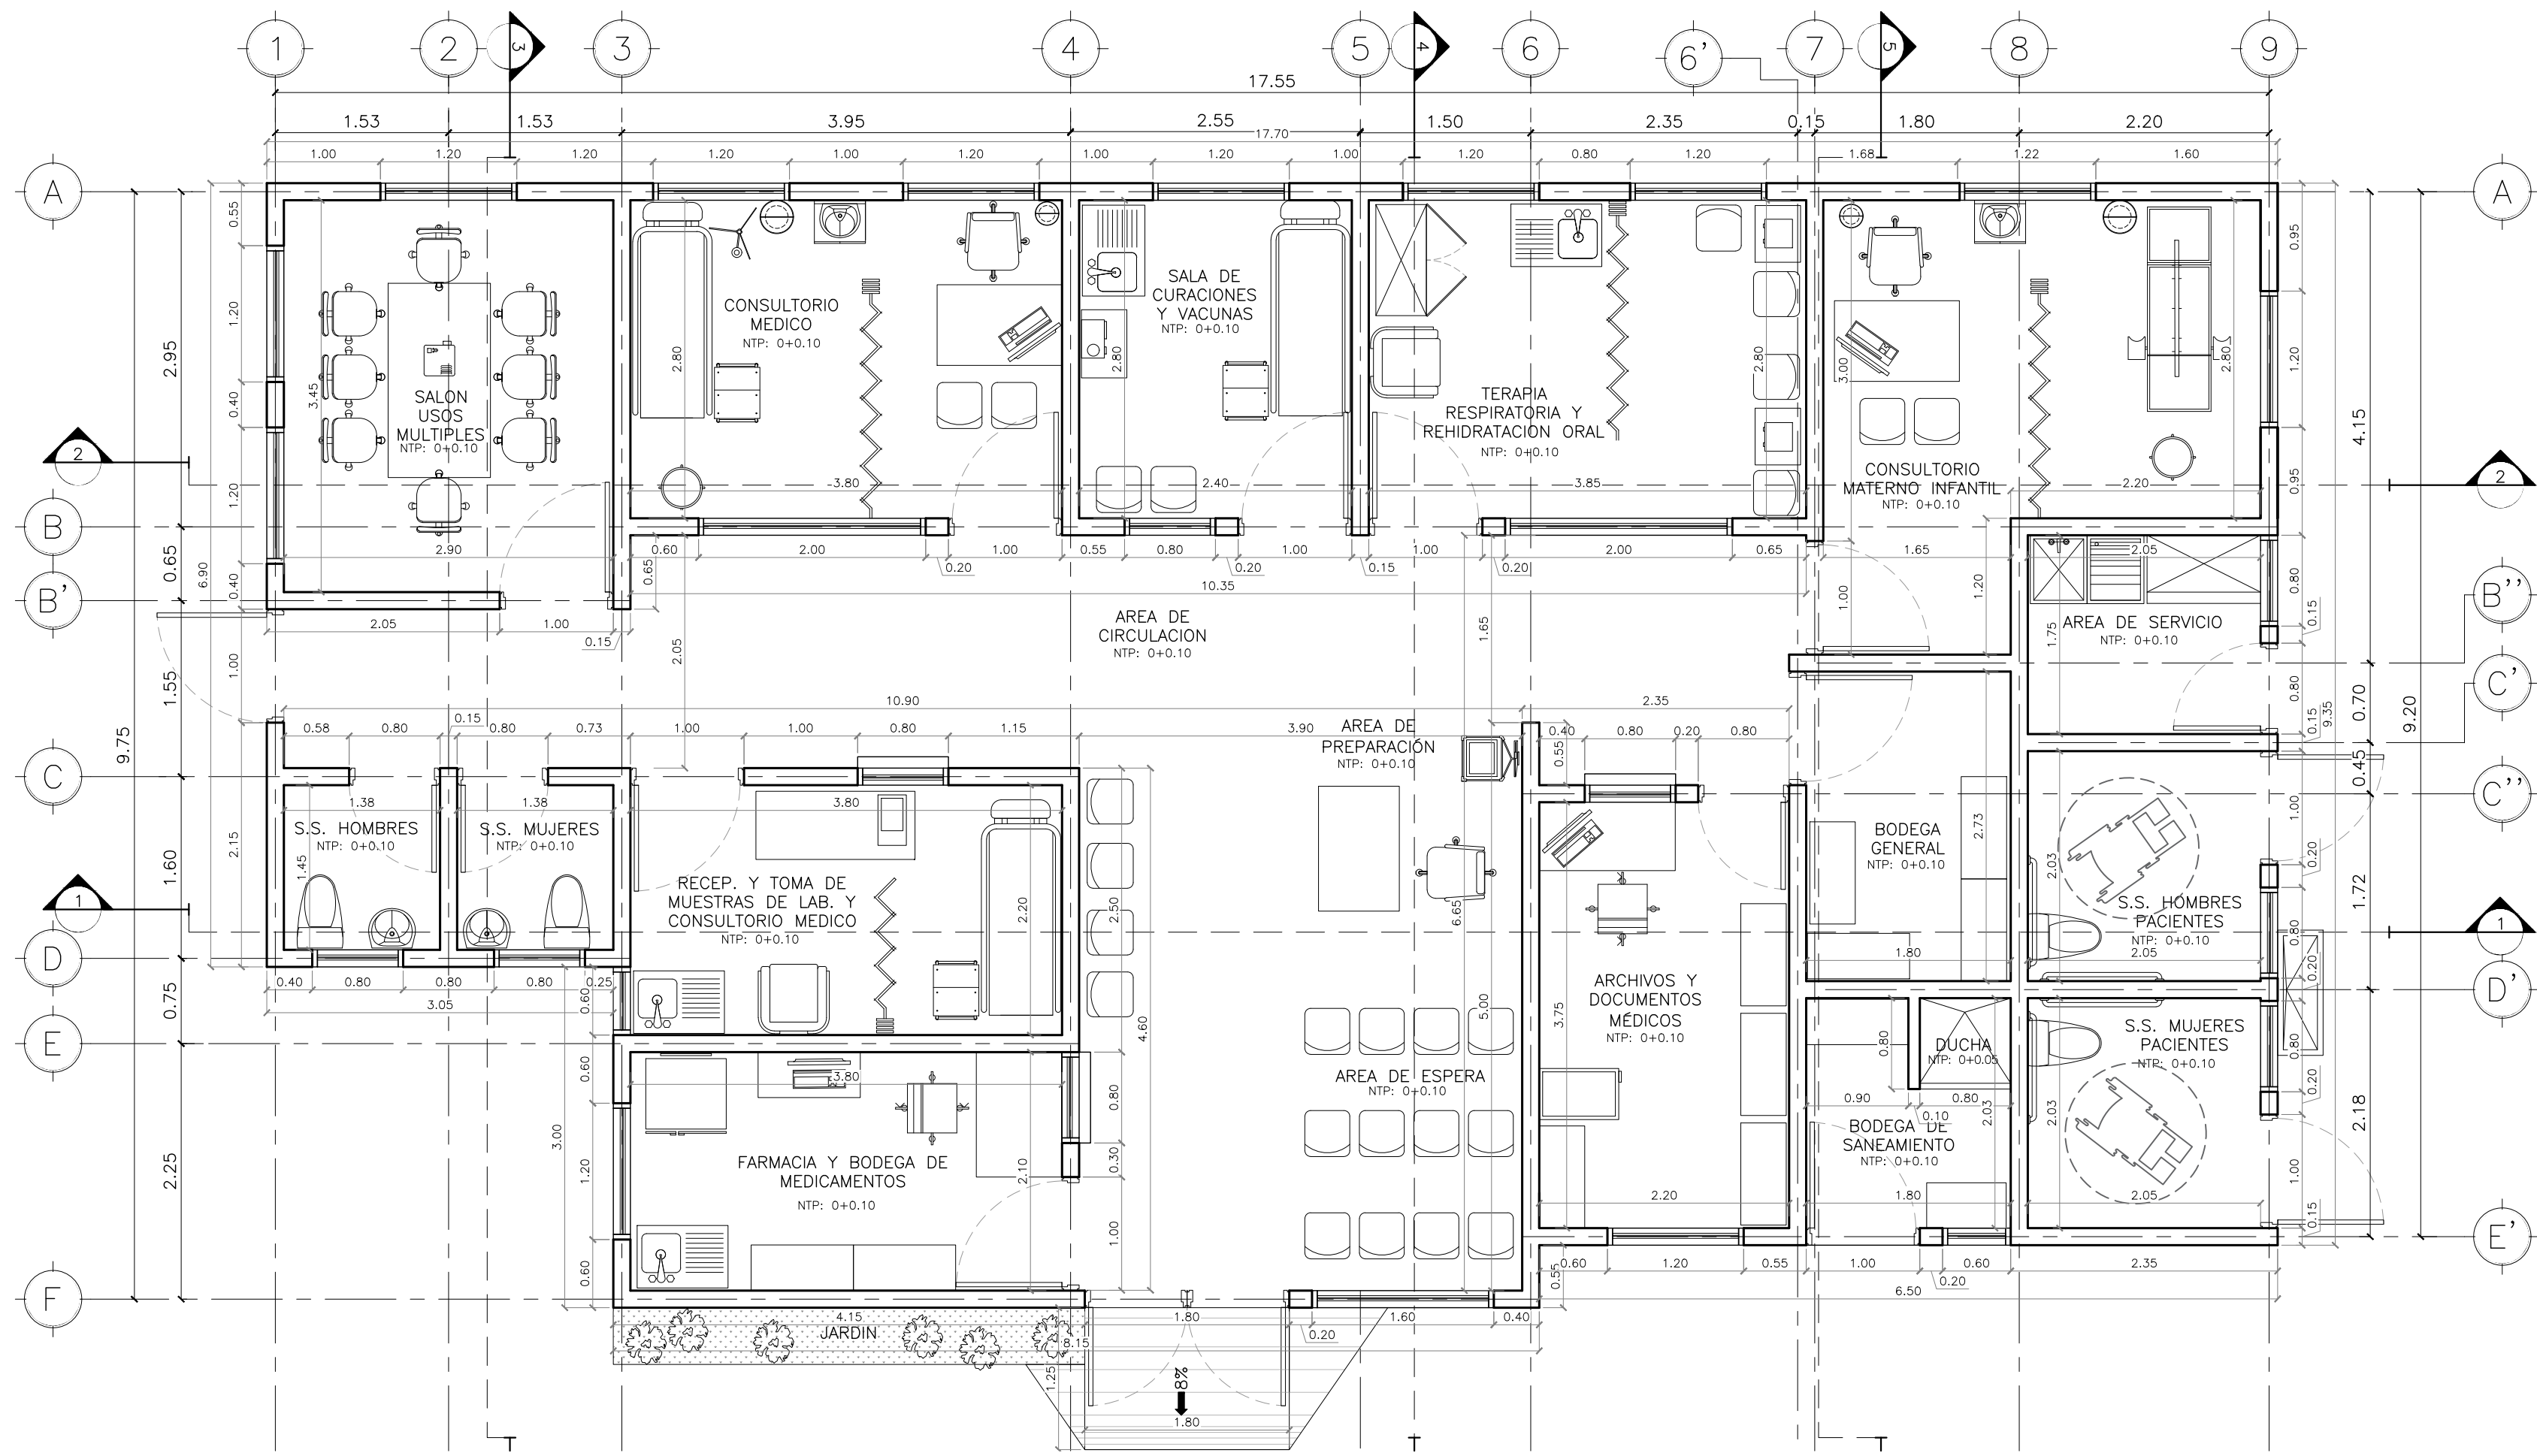 1 2 3 3 4 5 4 6 6' 7 5 8 9
17.55
1.53 1.53 3.95 2.55 1.50 2.35 0.15 1.80 2.20
17.70
1.00 1.20 1.20 1.20 1.00 1.20 1.00 1.20 1.00 1.20 0.80 1.20 1.68 1.22 1.60
A A
0.55 0.95
SALA DE
CURACIONES
Y VACUNAS
NTP: 0+0.10
CONSULTORIO
MEDICO
NTP: 0+0.10
1.20 2.95 2.80 2.80 2.80 3.00 2.80 1.20
SALON
USOS
MULTIPLES
NTP: 0+0.10
3.45 0.40
TERAPIA
RESPIRATORIA Y
REHIDRATACION ORAL
NTP: 0+0.10
4.15
2 2
CONSULTORIO
MATERNO INFANTIL
NTP: 0+0.10
1.20 3.80 2.40 3.85 2.20 0.95
B
2.90 0.60 2.00 1.00 0.55 0.80 1.00 1.00 2.00 0.65 1.65 2.05
0.20 0.20 0.15 0.20
0.65 6.90 0.40 0.65 10.35 1.20 0.80
B' B''
2.05 1.00 0.15
AREA DE
CIRCULACION
NTP: 0+0.10
1.65 1.00 1.75 0.15
AREA DE SERVICIO
NTP: 0+0.10
1.00 1.55 2.05
C'
10.90 2.35 0.80 0.70 9.20
0.58 0.80 0.15 0.80 0.73 1.00 1.00 0.80 1.15 3.90 0.40 0.80 0.20 0.80 0.15 9.35
AREA DE
PREPARACIÓN
NTP: 0+0.10
9.75 0.55 0.45
C C''
1.38 1.38 3.80
S.S. HOMBRES
NTP: 0+0.10
S.S. MUJERES
NTP: 0+0.10
BODEGA
GENERAL
NTP: 0+0.10
2.73 1.00
2.15 1.60 1.45 2.20 2.50 6.65 2.03 0.20 1.72
RECEP. Y TOMA DE
MUESTRAS DE LAB. Y
CONSULTORIO MEDICO
NTP: 0+0.10
S.S. HOMBRES
PACIENTES
NTP: 0+0.10
1 1
0.80
1.80 2.05
D D'
0.40 0.80 0.80 0.80 0.25 0.20
3.05
0.75 0.60
ARCHIVOS Y
DOCUMENTOS
MÉDICOS
NTP: 0+0.10
3.75 5.00 4.60
S.S. MUJERES
PACIENTES
NTP: 0+0.10
DUCHA
NTP: 0+0.05
0.80 0.80
E
0.60 3.80 0.80 0.20
AREA DE ESPERA
NTP: 0+0.10
0.90 0.80
0.10 2.03 2.03 2.18
BODEGA DE
SANEAMIENTO
NTP: 0+0.10
3.00 1.20 2.25 2.10 0.30
FARMACIA Y BODEGA DE
MEDICAMENTOS
NTP: 0+0.10
2.20 1.80 2.05 1.00
1.00 0.15
E'
0.60 0.60 1.20 0.55 1.00 0.60 2.35
0.55 0.20
6.50
F
4.15 1.80 1.60 0.40
JARDIN
0.20
8.15
1.25 8%
1.80